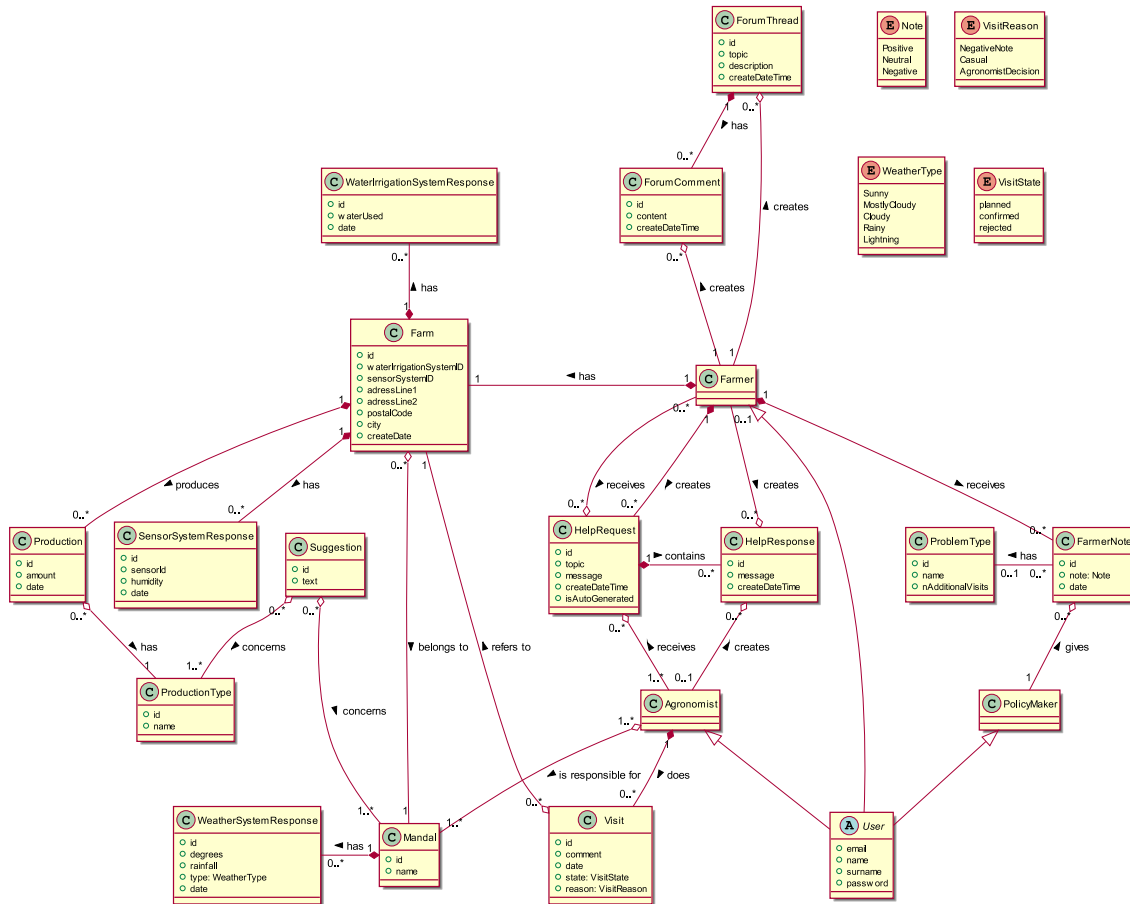 C ForumThread
id
topic
description
createDateTime
E Note
Positive
Neutral
Negative
E VisitReason
NegativeNote
Casual
AgronomistDecision
1
0..*
has
0..*
C WaterIrrigationSystemResponse
id
waterUsed
date
C ForumComment
id
content
createDateTime
E WeatherType
Sunny
MostlyCloudy
Cloudy
Rainy
Lightning
E VisitState
planned
confirmed
rejected
creates
0..*
0..*
has
creates
1
1
1
C Farm
id
waterIrrigationSystemID
sensorSystemID
adressLine1
adressLine2
postalCode
city
createDate
1
has
1
C Farmer
1
1
1
0..*
1
0..1
0..*
1
produces
has
receives
creates
creates
receives
0..*
0..*
0..*
0..*
0..*
0..*
C Production
id
amount
date
C SensorSystemResponse
id
sensorId
humidity
date
C Suggestion
id
text
C HelpRequest
id
topic
message
createDateTime
isAutoGenerated
1
contains
0..*
C HelpResponse
id
message
createDateTime
C ProblemType
id
name
nAdditionalVisits
has
0..1
0..*
C FarmerNote
id
note: Note
date
0..*
0..*
0..*
0..*
0..*
0..*
has
concerns
belongs to
refers to
receives
creates
gives
1
1..*
1..*
0..1
1
C ProductionType
id
name
concerns
C Agronomist
C PolicyMaker
1..*
1
is responsible for
does
1..*
1
1..*
0..*
0..*
C WeatherSystemResponse
id
degrees
rainfall
type: WeatherType
date
has
0..*
1
C Mandal
id
name
C Visit
id
comment
date
state: VisitState
reason: VisitReason
A User
email
name
surname
password